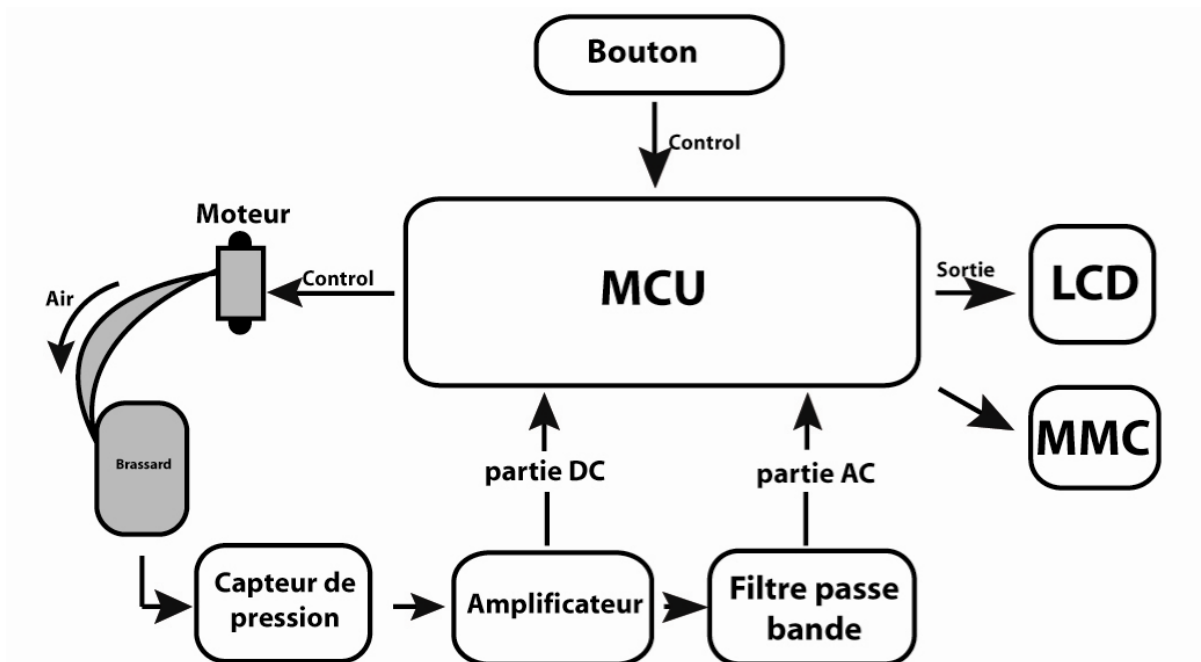 Bouton
Control
Moteur
Control
MCU
Sortie
LCD
Air
MMC
Brassard
partie DC
partie AC
Capteur de
pression
Amplificateur
Filtre passe
bande